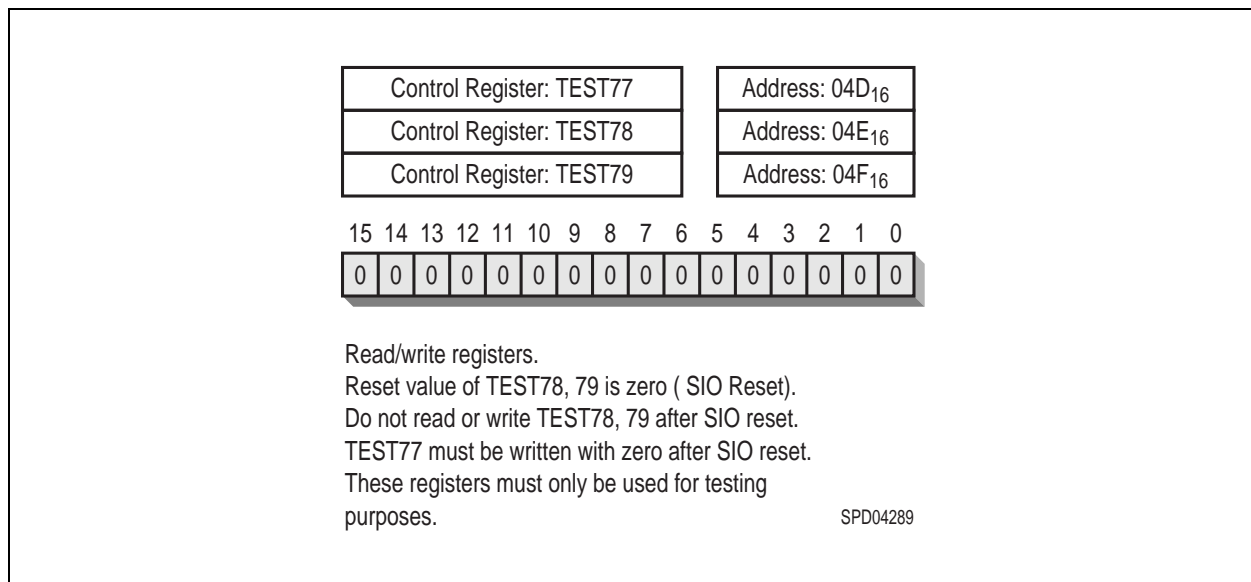 Control Register: TEST77 Address: 04D₁₆
Control Register: TEST78 Address: 04E₁₆
Control Register: TEST79 Address: 04F₁₆
15 14 13 12 11 10 9 8 7 6 5 4 3 2 1 0
0 0 0 0 0 0 0 0 0 0 0 0 0 0 0 0
Read/write registers.
Reset value of TEST78, 79 is zero ( SIO Reset).
Do not read or write TEST78, 79 after SIO reset.
TEST77 must be written with zero after SIO reset.
These registers must only be used for testing
purposes. SPD04289